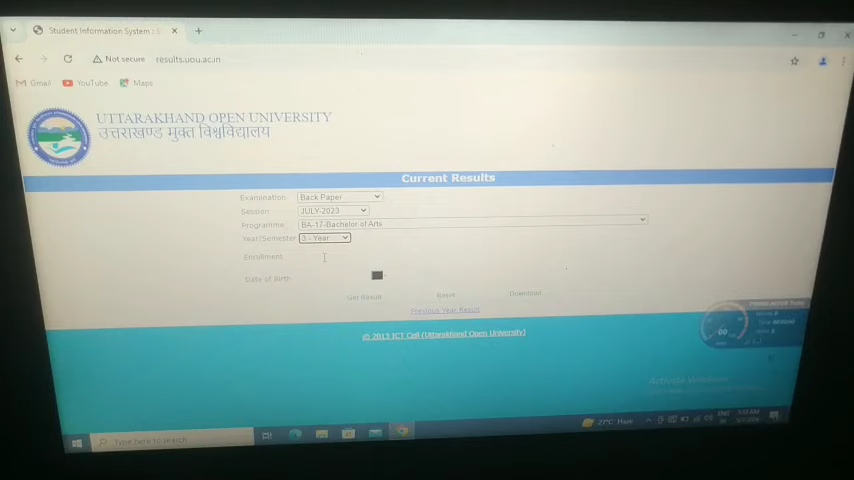 Student Information System : S
Not secure results.uou.ac.in
Gmail YouTube Maps
UTTARAKHAND OPEN UNIVERSITY
उत्तराखण्ड मुक्त विश्वविद्यालय
Current Results
Examination Back Paper
Session JULY-2023
Programme BA-17-Bachelor of Arts
Year/Semester 3 - Year
Enrollment
Date of Birth
Get Result Reset Download
Previous Year Result
© 2013 ICT Cell (Uttarakhand Open University)
00
Activate Windows
Type here to search
27°C Haze ENG